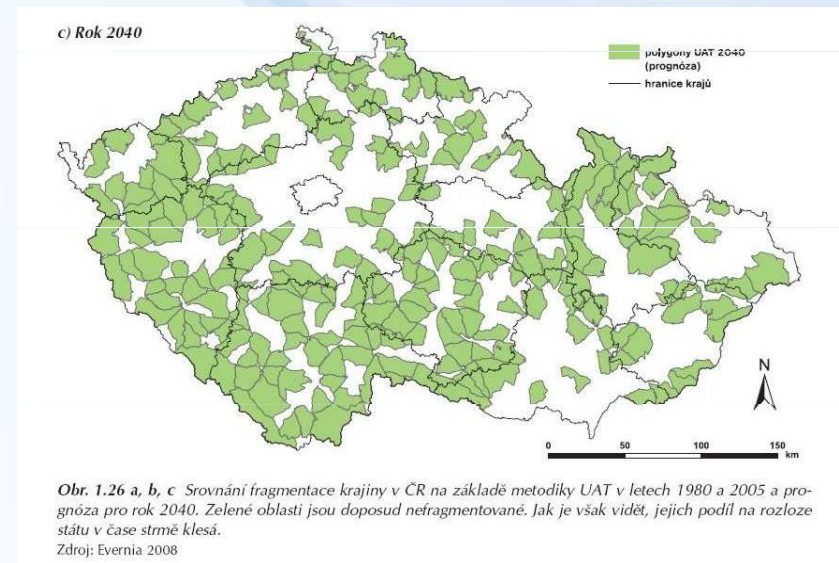 c) Rok 2040
polygony UAT 2040
(prognóza)
hranice krajů
N
0 50 100 150
km
Obr. 1.26 a, b, c Srovnání fragmentace krajiny v ČR na základě metodiky UAT v letech 1980 a 2005 a pro-
gnóza pro rok 2040. Zelené oblasti jsou doposud nefragmentované. Jak je však vidět, jejich podíl na rozloze
státu v čase strmě klesá.
Zdroj: Evernia 2008